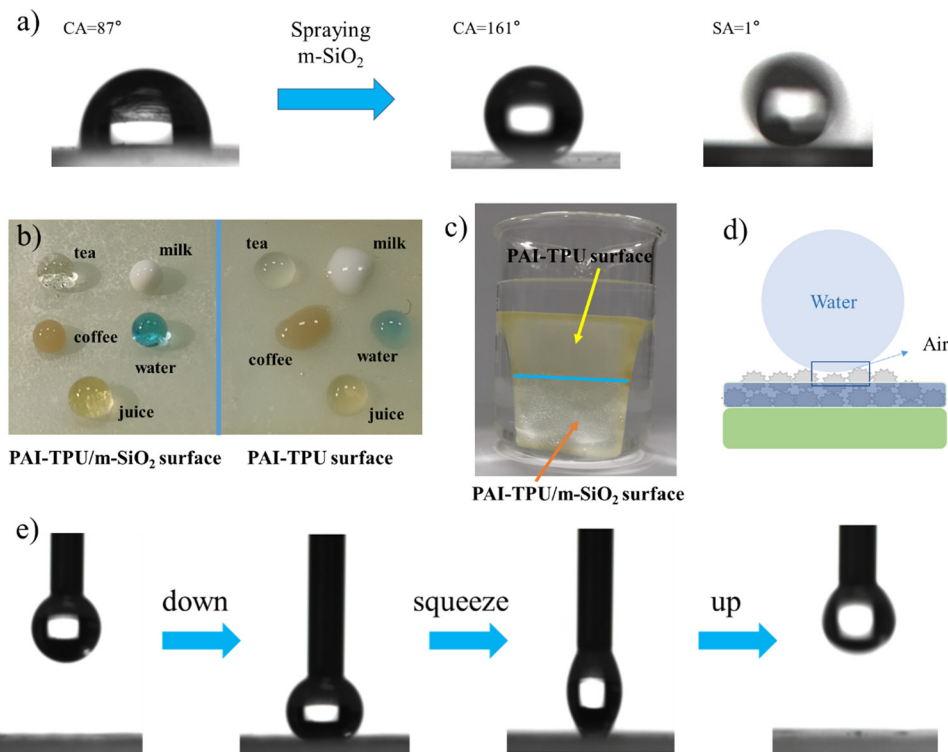 a)
CA=87°
Spraying
m-SiO₂
CA=161°
SA=1°
b)
tea
milk
coffee
water
juice
tea
milk
coffee
water
juice
PAI-TPU/m-SiO₂ surface
PAI-TPU surface
c)
PAI-TPU surface
PAI-TPU/m-SiO₂ surface
d)
Water
Air
e)
down
squeeze
up